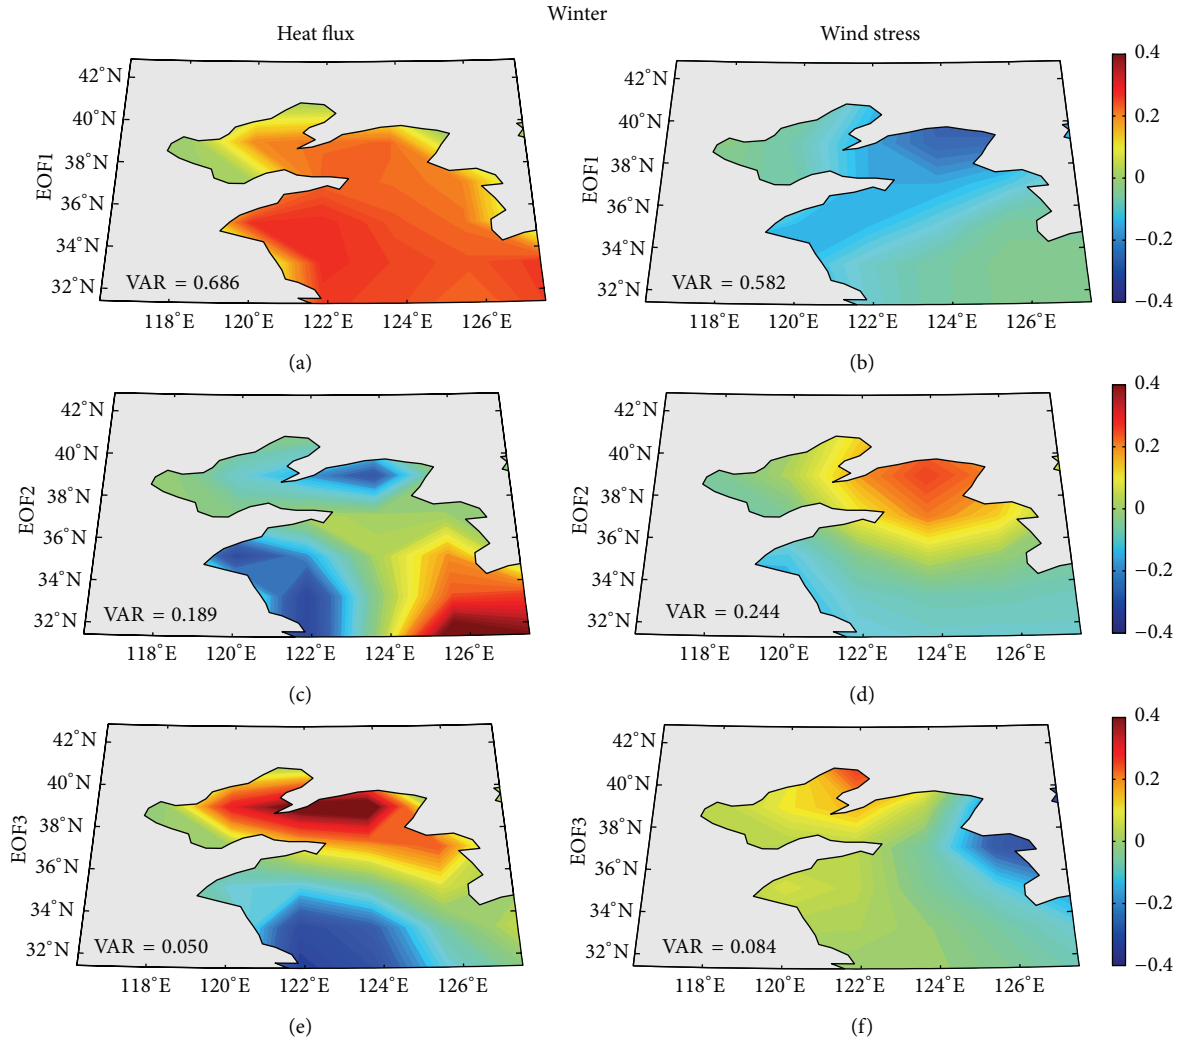 Winter
Heat flux
Wind stress
42°N
40°N
38°N
36°N
34°N
32°N
EOF1
VAR = 0.686
118°E 120°E 122°E 124°E 126°E
(a)
42°N
40°N
38°N
36°N
34°N
32°N
EOF1
VAR = 0.582
118°E 120°E 122°E 124°E 126°E
(b)
0.4
0.2
0
−0.2
−0.4
42°N
40°N
38°N
36°N
34°N
32°N
EOF2
VAR = 0.189
118°E 120°E 122°E 124°E 126°E
(c)
42°N
40°N
38°N
36°N
34°N
32°N
EOF2
VAR = 0.244
118°E 120°E 122°E 124°E 126°E
(d)
0.4
0.2
0
−0.2
−0.4
42°N
40°N
38°N
36°N
34°N
32°N
EOF3
VAR = 0.050
118°E 120°E 122°E 124°E 126°E
(e)
42°N
40°N
38°N
36°N
34°N
32°N
EOF3
VAR = 0.084
118°E 120°E 122°E 124°E 126°E
(f)
0.4
0.2
0
−0.2
−0.4